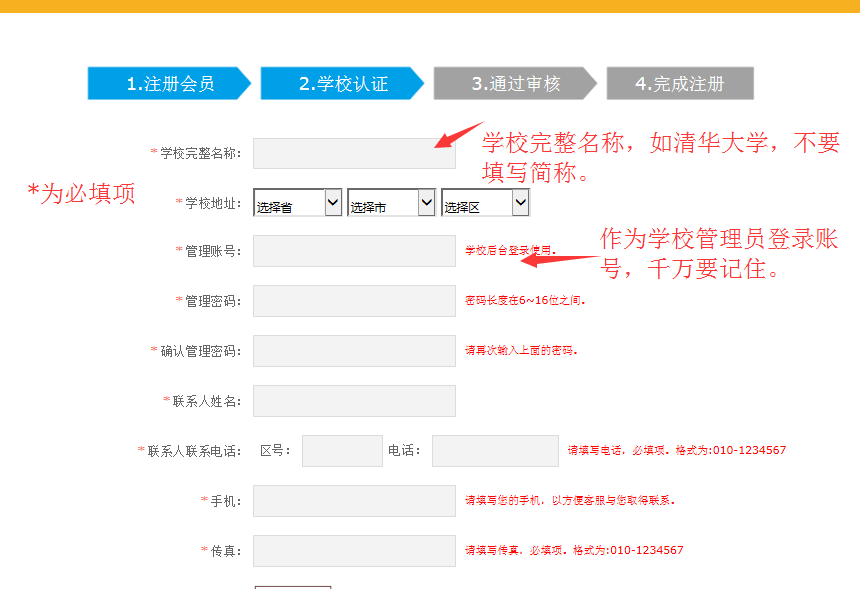 1.注册会员 2.学校认证 3.通过审核 4.完成注册
*学校完整名称：
学校完整名称，如清华大学，不要
填写简称。
*为必填项
*学校地址： 选择省 选择市 选择区
*管理账号： 学校后台登录使用。
作为学校管理员登录账
号，千万要记住。
*管理密码： 密码长度在6~16位之间。
*确认管理密码： 请再次输入上面的密码。
*联系人姓名：
*联系人联系电话： 区号： 电话： 请填写电话，必填项。格式为:010-1234567
*手机： 请填写您的手机，以方便客服与您取得联系。
*传真： 请填写传真，必填项。格式为:010-1234567